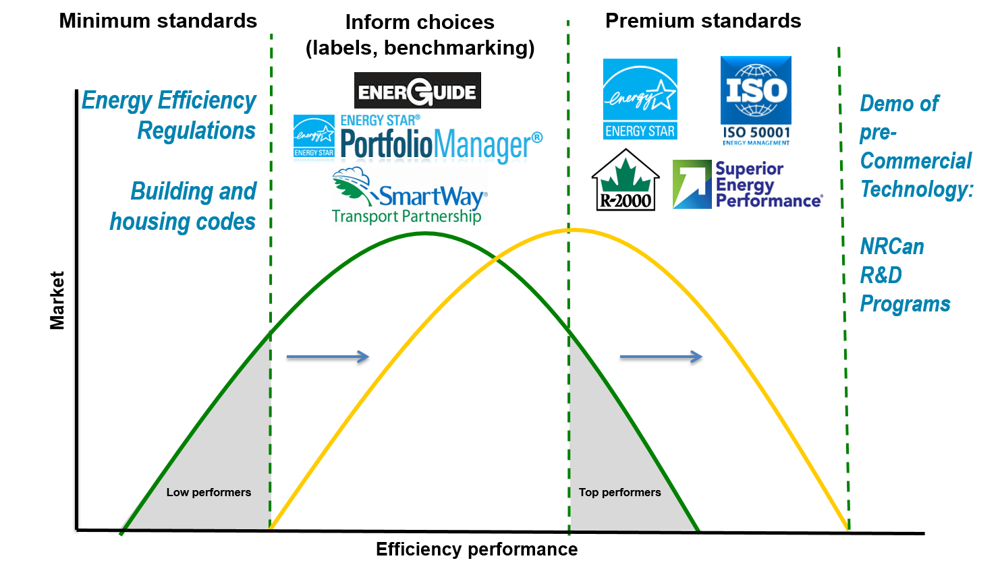 Minimum standards
Inform choices
(labels, benchmarking)
Premium standards
Energy Efficiency
Regulations
Building and
housing codes
ENERGUIDE
energy
ENERGY STAR
ENERGY STAR®
PortfolioManager®
SmartWay®
Transport Partnership
energy
ENERGY STAR
ISO
ISO 50001
ENERGY MANAGEMENT
R-2000
Superior
Energy
Performance®
Demo of
pre-
Commercial
Technology:
NRCan
R&D
Programs
Market
Low performers
Top performers
Efficiency performance